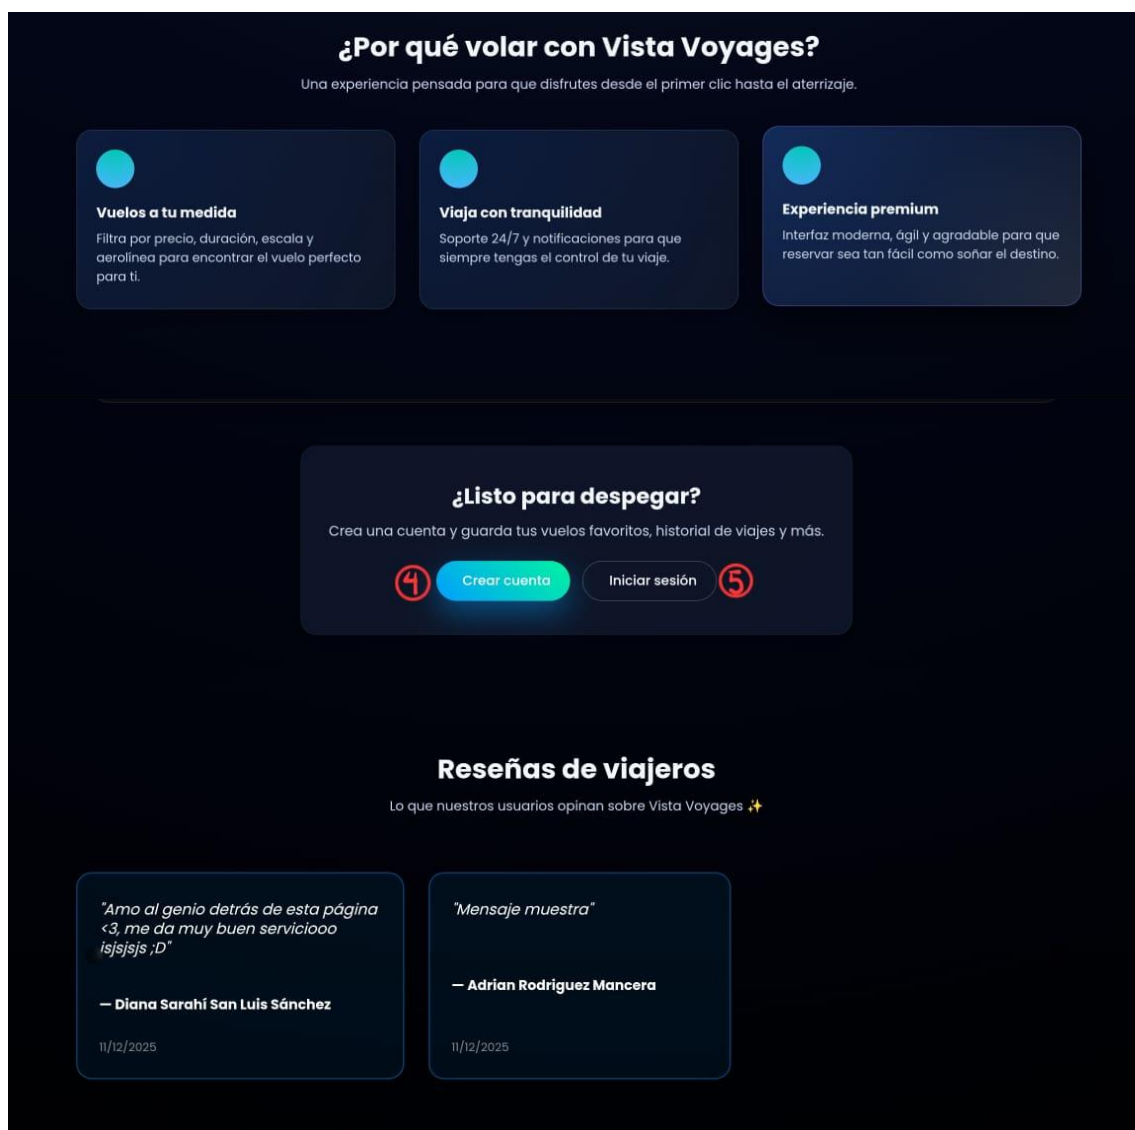 ¿Por qué volar con Vista Voyages?
Una experiencia pensada para que disfrutes desde el primer clic hasta el aterrizaje.
Vuelos a tu medida
Filtra por precio, duración, escala y
aerolínea para encontrar el vuelo perfecto
para ti.
Viaja con tranquilidad
Soporte 24/7 y notificaciones para que
siempre tengas el control de tu viaje.
Experiencia premium
Interfaz moderna, ágil y agradable para que
reservar sea tan fácil como soñar el destino.
¿Listo para despegar?
Crea una cuenta y guarda tus vuelos favoritos, historial de viajes y más.
4 Crear cuenta Iniciar sesión 5
Reseñas de viajeros
Lo que nuestros usuarios opinan sobre Vista Voyages ✨
"Amo al genio detrás de esta página
<3, me da muy buen serviciooo
isjsjsjs ;D"
— Diana Sarahí San Luis Sánchez
11/12/2025
"Mensaje muestra"
— Adrian Rodriguez Mancera
11/12/2025